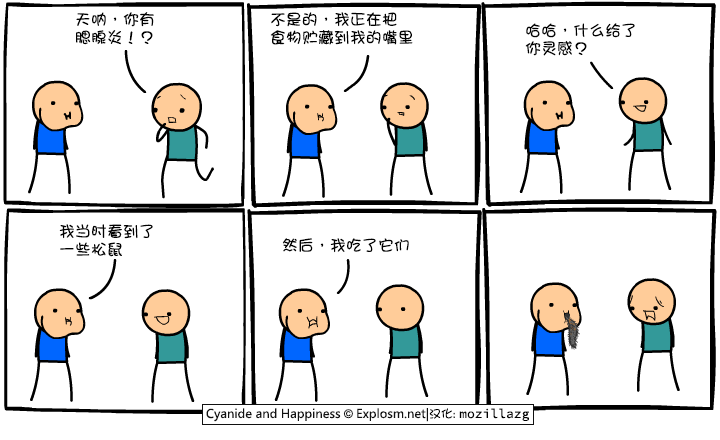 天呐，你有
腮腺炎！？
不是的，我正在把
食物贮藏到我的嘴里
哈哈，什么给了
你灵感？
我当时看到了
一些松鼠
然后，我吃了它们
Cyanide and Happiness © Explosm.net|汉化: mozillazg